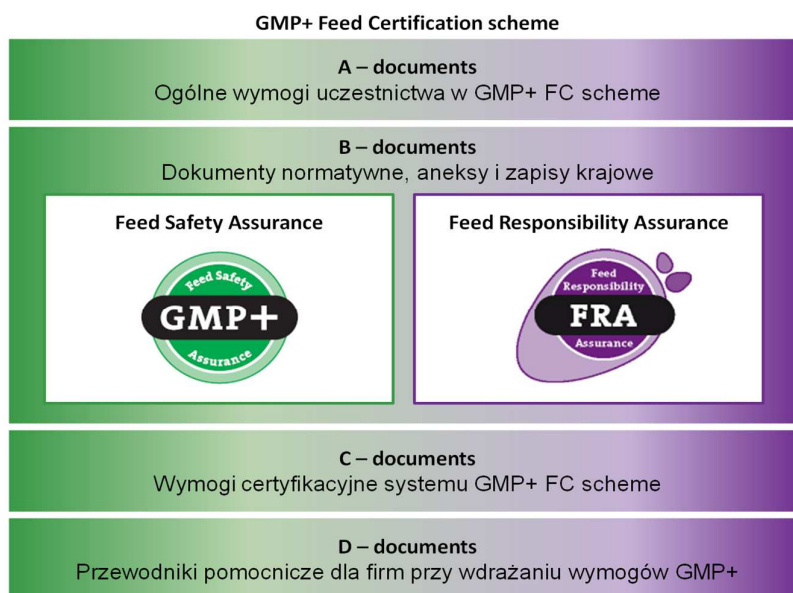 GMP+ Feed Certification scheme
A – documents
Ogólne wymogi uczestnictwa w GMP+ FC scheme
B – documents
Dokumenty normatywne, aneksy i zapisy krajowe
Feed Safety Assurance
Feed Safety
GMP+
Assurance
Feed Responsibility Assurance
Feed
Responsibility
FRA
Assurance
C – documents
Wymogi certyfikacyjne systemu GMP+ FC scheme
D – documents
Przewodniki pomocnicze dla firm przy wdrażaniu wymogów GMP+